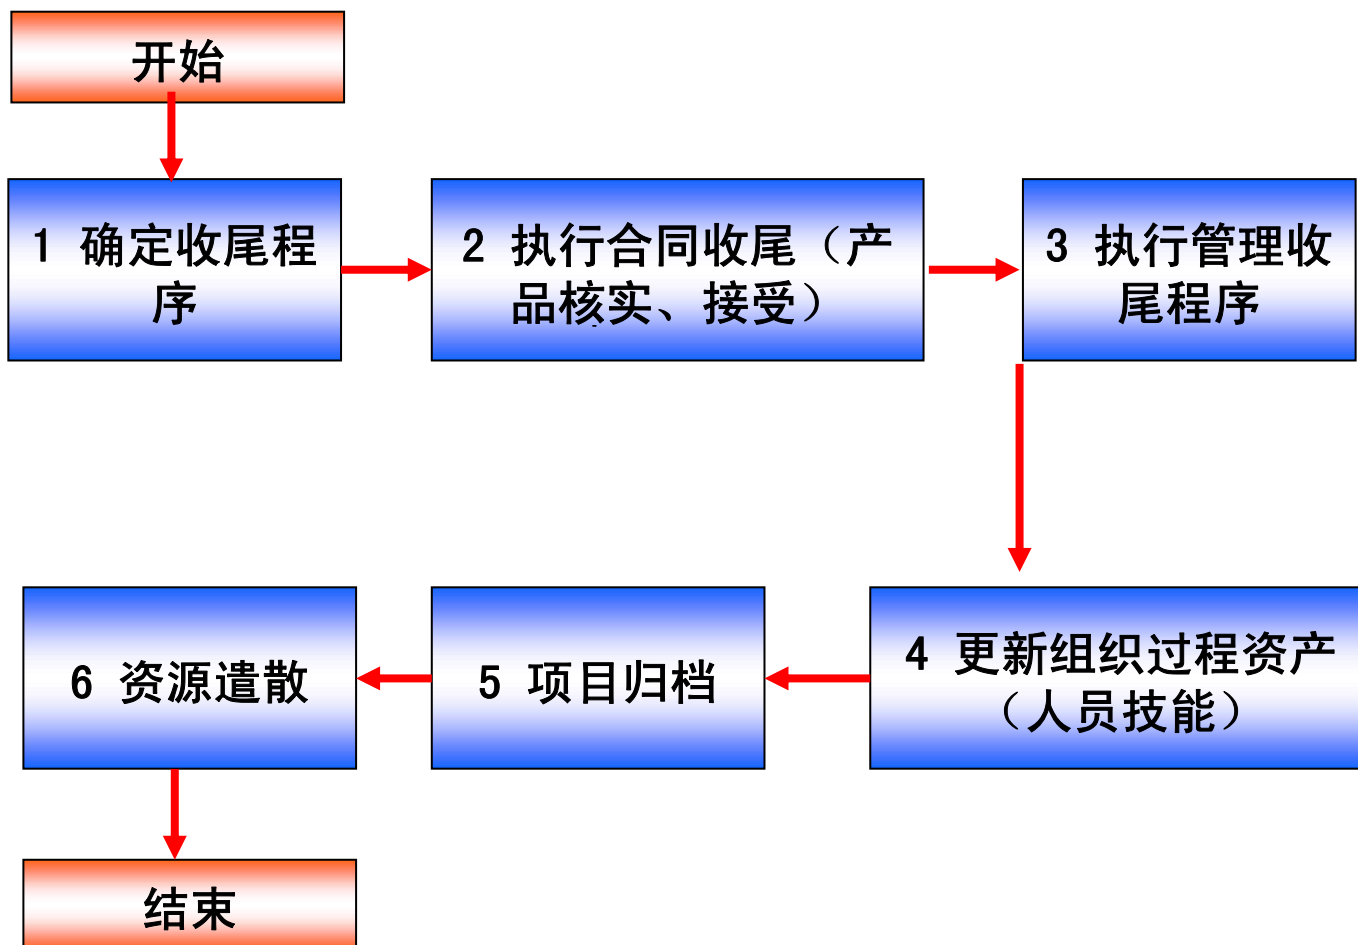 开始
1 确定收尾程
序
2 执行合同收尾（产
品核实、接受）
3 执行管理收
尾程序
4 更新组织过程资产
（人员技能）
5 项目归档
6 资源遣散
结束